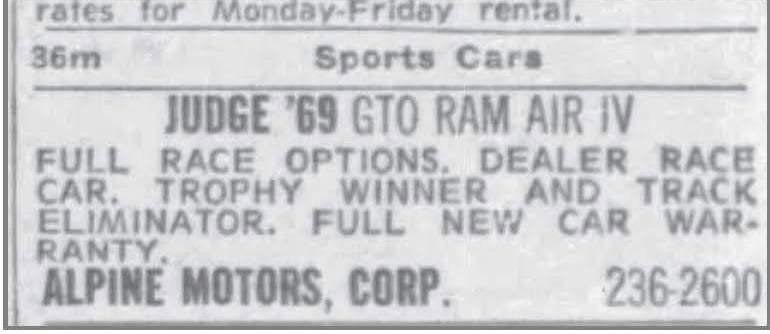 rates for Monday-Friday rental.
36m Sports Cars
JUDGE '69 GTO RAM AIR IV
FULL RACE OPTIONS. DEALER RACE
CAR. TROPHY WINNER AND TRACK
ELIMINATOR. FULL NEW CAR WAR-
RANTY.
ALPINE MOTORS, CORP. 236-2600